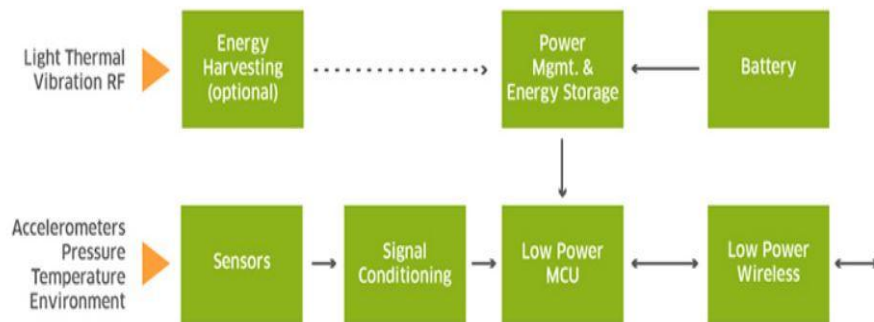 Light Thermal
Vibration RF
Energy
Harvesting
(optional)
Power
Mgmt. &
Energy Storage
Battery
Accelerometers
Pressure
Temperature
Environment
Sensors
Signal
Conditioning
Low Power
MCU
Low Power
Wireless